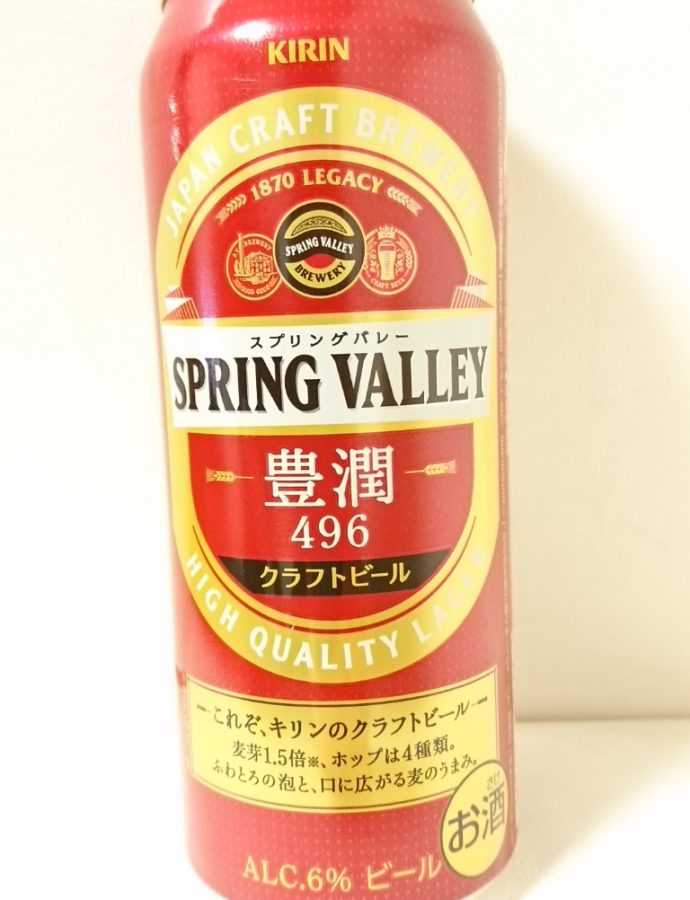 KIRIN
JAPAN CRAFT BREWERY
1870 LEGACY
SPRING VALLEY
BREWERY
CRAFT BEER
スプリングバレー
SPRING VALLEY
豊潤
496
クラフトビール
HIGH QUALITY LAGER
これぞ、キリンのクラフトビール
麦芽1.5倍※、ホップは4種類。
ふわとろの泡と、口に広がる麦のうまみ。
さけ
お酒
ALC.6% ビール